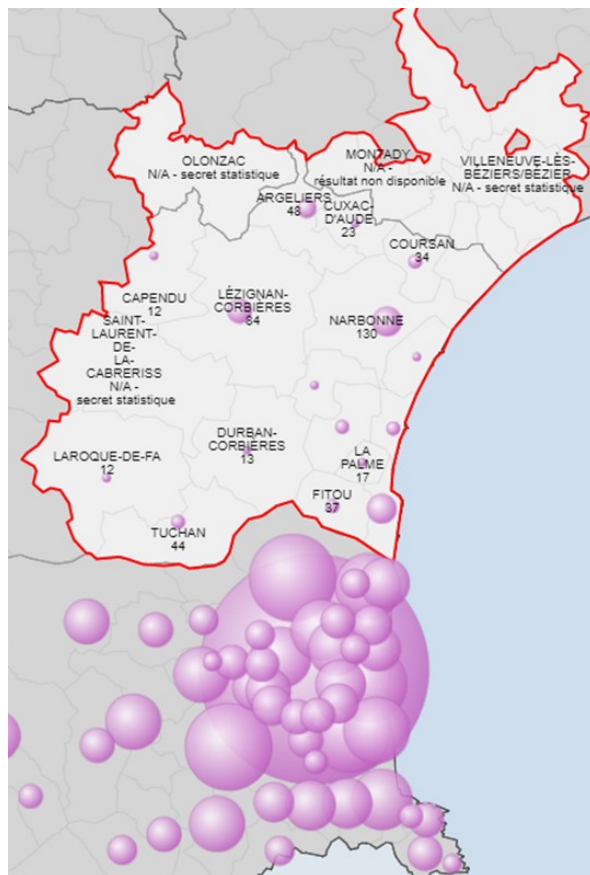 OLONZAC
N/A - secret statistique
MONTADY
N/A -
résultat non disponible
VILLENEUVE-LÈS-
BÉZIERS/BÉZIER
N/A - secret statistique
ARGELIERS
48
CUXAC-
D'AUDE
23
COURSAN
34
CAPENDU
12
LÉZIGNAN-
CORBIÈRES
84
NARBONNE
130
SAINT-
LAURENT-
DE-
LA-
CABRERISS
N/A -
secret statistique
DURBAN-
CORBIÈRES
13
LAROQUE-DE-FA
12
LA
PALME
17
FITOU
37
TUCHAN
44